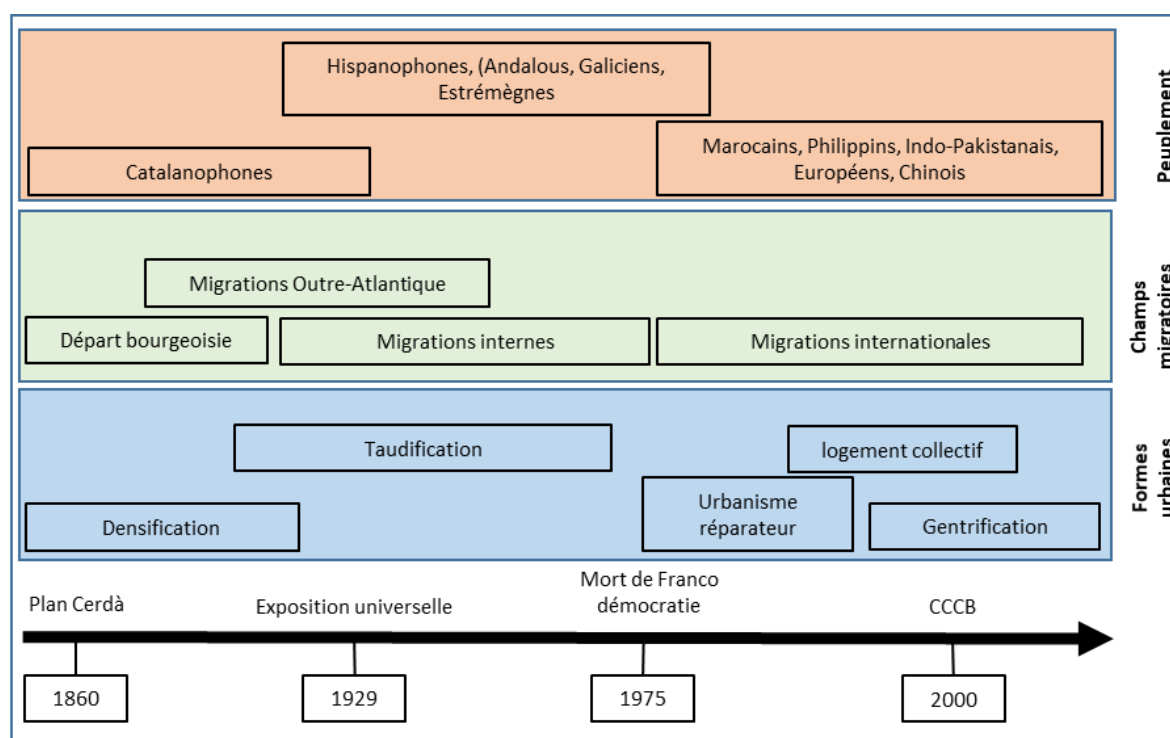 Hispanophones, (Andalous, Galiciens,
Estrémègnes
Marocains, Philippins, Indo-Pakistanais,
Européens, Chinois
Catalanophones
Peuplement
Migrations Outre-Atlantique
Départ bourgeoisie
Migrations internes
Migrations internationales
Champs
migratoires
Taudification
logement collectif
Densification
Urbanisme
réparateur
Gentrification
Formes
urbaines
Plan Cerdà
Exposition universelle
Mort de Franco
démocratie
CCCB
1860
1929
1975
2000